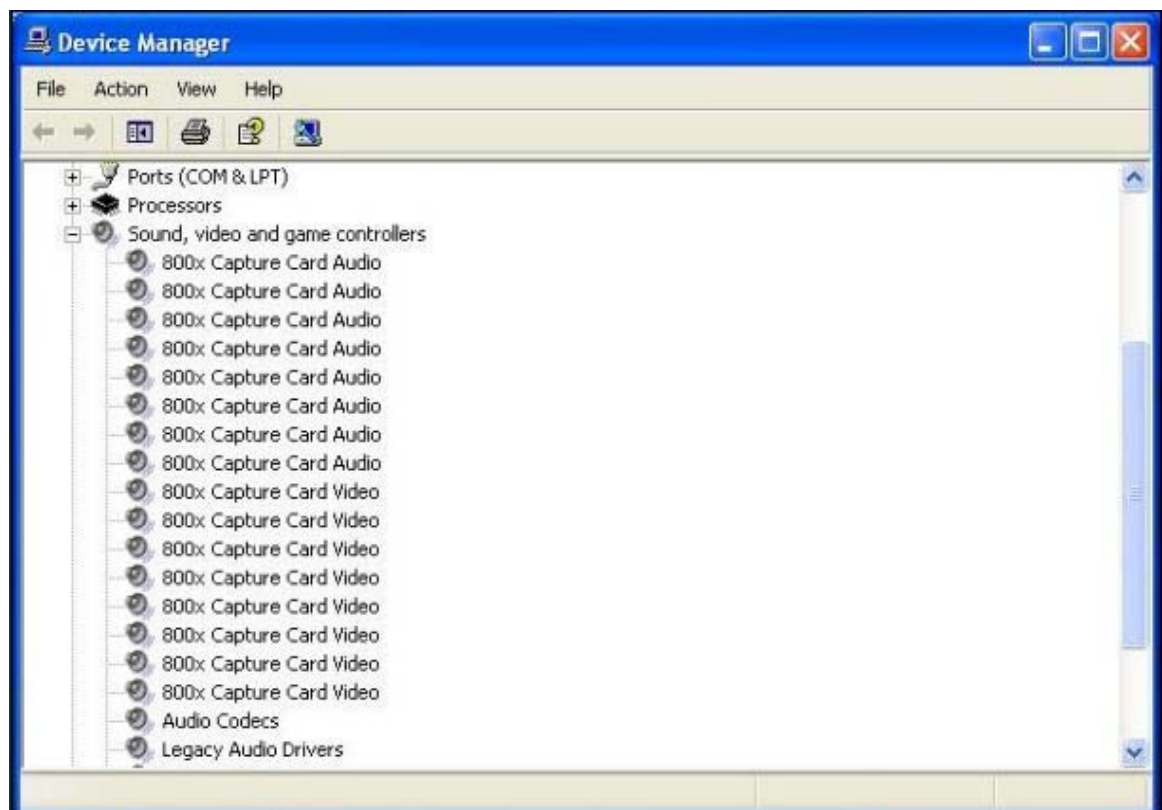 Device Manager
File Action View Help
Ports (COM & LPT)
Processors
Sound, video and game controllers
800x Capture Card Audio
800x Capture Card Audio
800x Capture Card Audio
800x Capture Card Audio
800x Capture Card Audio
800x Capture Card Audio
800x Capture Card Audio
800x Capture Card Audio
800x Capture Card Video
800x Capture Card Video
800x Capture Card Video
800x Capture Card Video
800x Capture Card Video
800x Capture Card Video
800x Capture Card Video
800x Capture Card Video
Audio Codecs
Legacy Audio Drivers